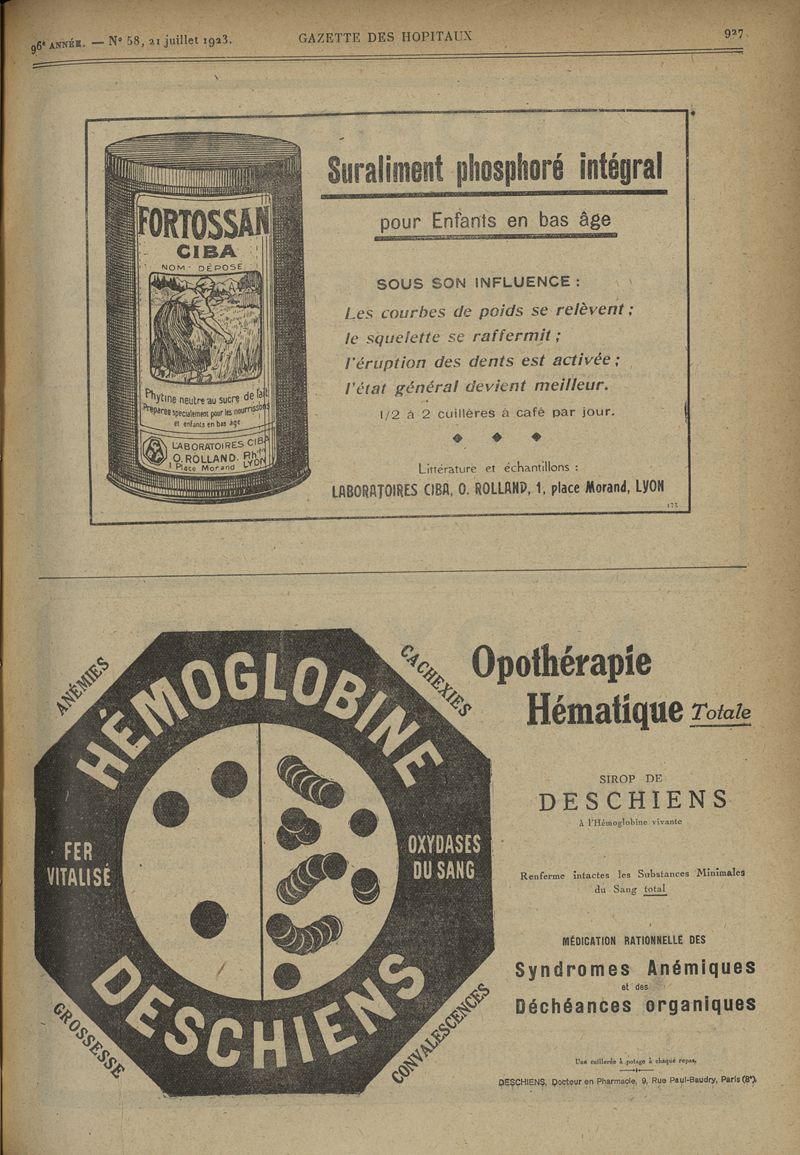 96e ANNÉE. — No 58, 21 juillet 1923.
GAZETTE DES HOPITAUX
927
FORTOSSAN
CIBA
NOM DÉPOSÉ
Phytine neutre au sucre de lait
Préparée spécialement pour les nourrissons
et enfants en bas âge
LABORATOIRES CIBA
O. ROLLAND. Phien
1 Place Morand LYON
Suraliment phosphoré intégral
pour Enfants en bas âge
SOUS SON INFLUENCE :
Les courbes de poids se relèvent ;
le squelette se raffermit ;
l'éruption des dents est activée ;
l'état général devient meilleur.
1/2 à 2 cuillères à café par jour.
Littérature et échantillons :
LABORATOIRES CIBA, O. ROLLAND, 1, place Morand, LYON
173
ANÉMIES
CACHEXIES
HÉMOGLOBINE
FER
VITALISÉ
OXYDASES
DU SANG
DESCHIENS
GROSSESSE
CONVALESCENCES
Opothérapie
Hématique Totale
SIROP DE
DESCHIENS
à l'Hémoglobine vivante
Renferme intactes les Substances Minimales
du Sang total
MÉDICATION RATIONNELLE DES
Syndromes Anémiques
et des
Déchéances organiques
Une cuillerée à potage à chaque repas.
DESCHIENS, Docteur en Pharmacie, 9, Rue Paul-Baudry, Paris (8e).